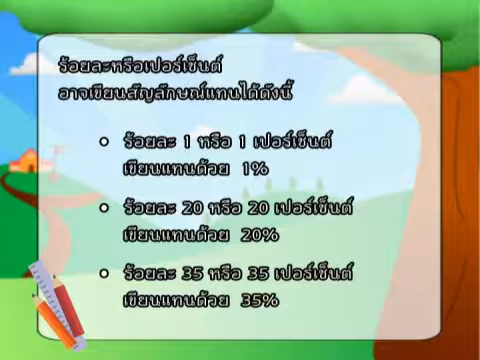 ร้อยละหรือเปอร์เซ็นต์
อาจเขียนสัญลักษณ์แทนได้ดังนี้
• ร้อยละ 1 หรือ 1 เปอร์เซ็นต์
เขียนแทนด้วย 1%
• ร้อยละ 20 หรือ 20 เปอร์เซ็นต์
เขียนแทนด้วย 20%
• ร้อยละ 35 หรือ 35 เปอร์เซ็นต์
เขียนแทนด้วย 35%